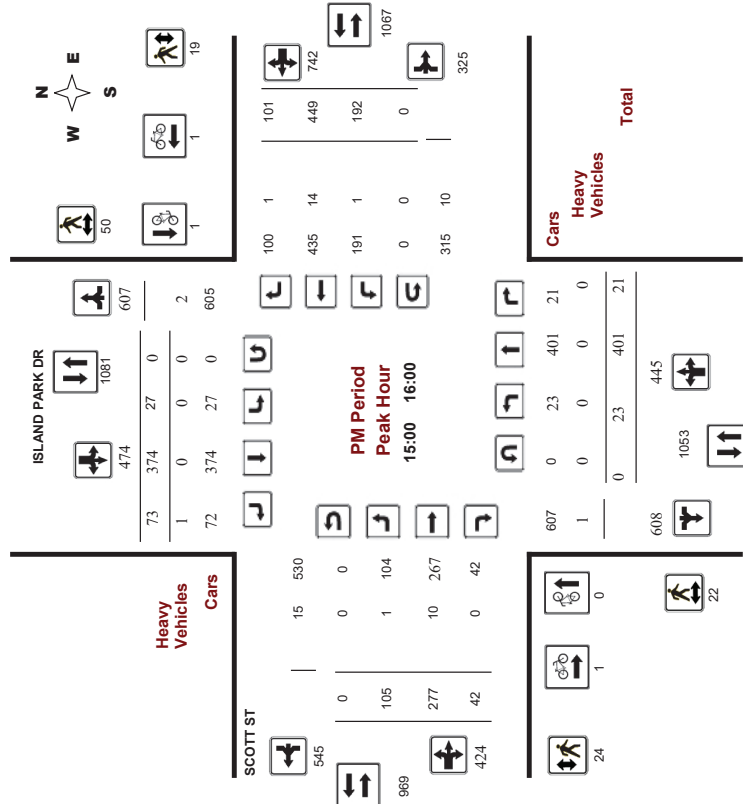 ISLAND PARK DR
N
W E
S
1081
50
474 607
73 374 27 0
Heavy
Vehicles
1 0 0 0 2
Cars
72 374 27 0 605
1 1 19
SCOTT ST
545
15 530
100 1 101
742
0
0 0
435 14 449
1067
969
105
1 104
191 1 192
277
10 267
0 0 0
424
42
0 42
315 10
325
PM Period
Peak Hour
15:00 16:00
607 0 23 401 21
Cars
1 0 0 0 0
Heavy
Vehicles
0 23 401 21
Total
608 445
1053
24 1 0
22